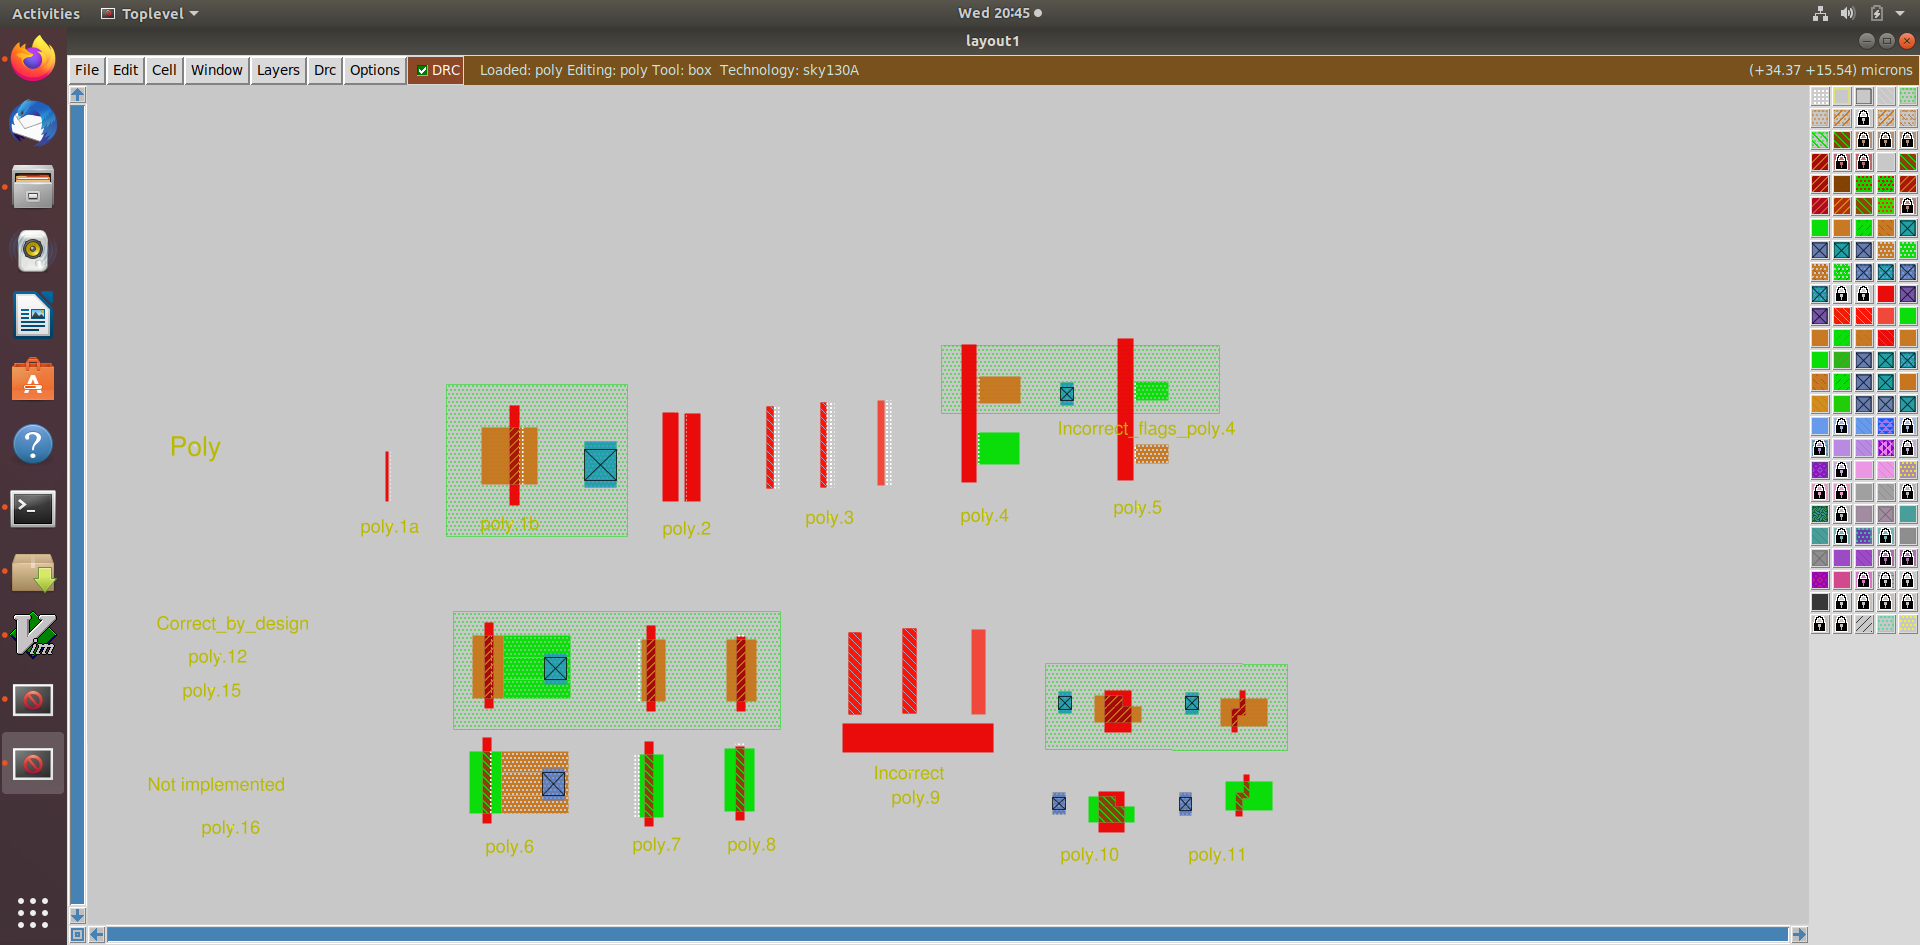 Activities Toplevel Wed 20:45
layout1
File Edit Cell Window Layers Drc Options DRC Loaded: poly Editing: poly Tool: box Technology: sky130A (+34.37 +15.54) microns
Poly
Incorrect_flags_poly.4
poly.1a
poly.1b
poly.2
poly.3
poly.4
poly.5
Correct_by_design
poly.12
poly.15
Not implemented
poly.16
poly.6
poly.7
poly.8
Incorrect
poly.9
poly.10
poly.11